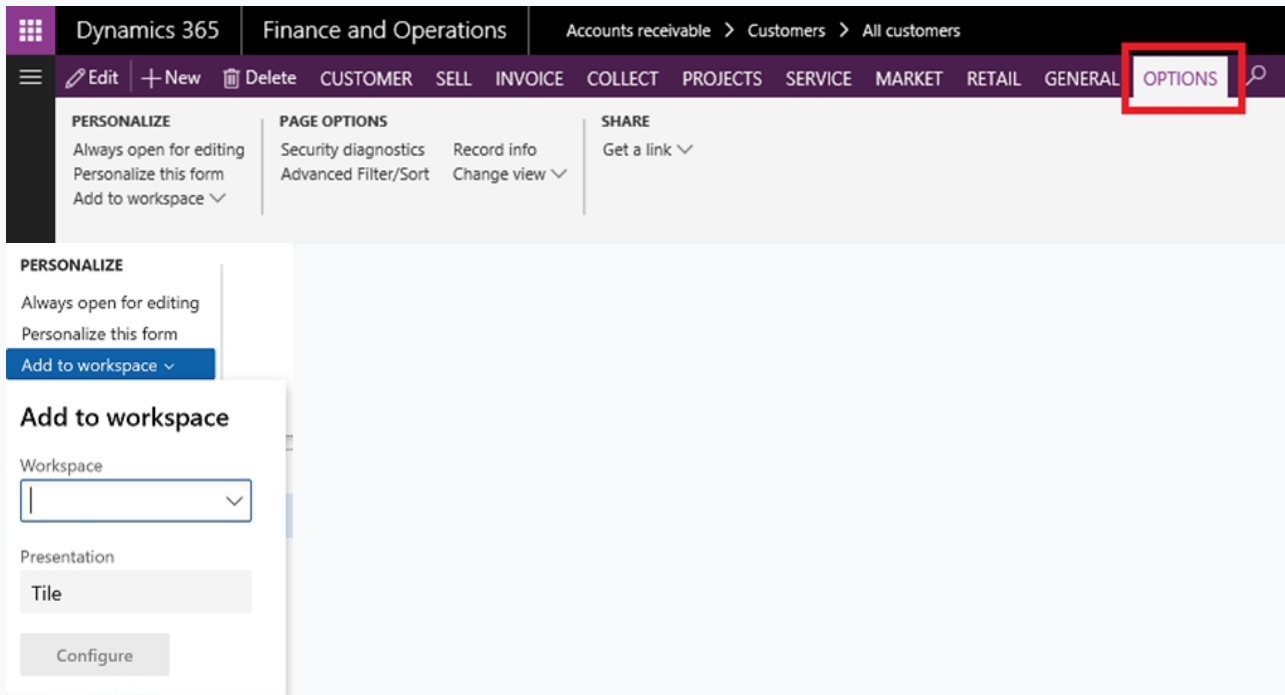 Dynamics 365 Finance and Operations Accounts receivable > Customers > All customers
Edit New Delete CUSTOMER SELL INVOICE COLLECT PROJECTS SERVICE MARKET RETAIL GENERAL OPTIONS
PERSONALIZE
Always open for editing
Personalize this form
Add to workspace
PAGE OPTIONS
Security diagnostics Record info
Advanced Filter/Sort Change view
SHARE
Get a link
PERSONALIZE
Always open for editing
Personalize this form
Add to workspace
Add to workspace
Workspace
Presentation
Tile
Configure